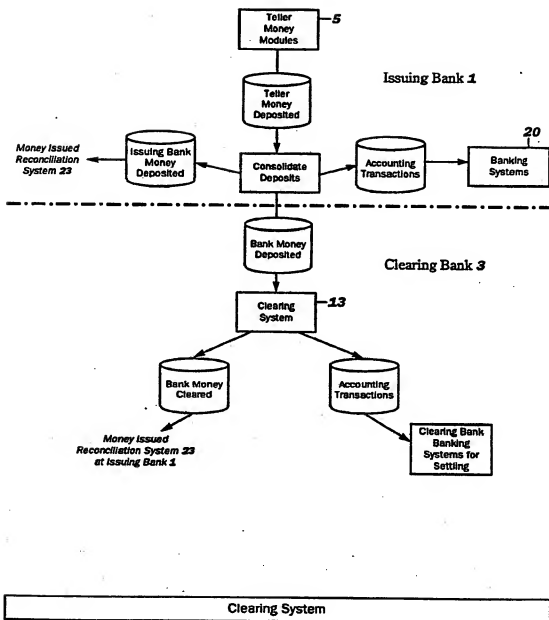 Teller
Money
Modules
5
Issuing Bank 1
Teller
Money
Deposited
20
Money Issued
Reconciliation
System 23
Issuing Bank
Money
Deposited
Consolidate
Deposits
Accounting
Transactions
Banking
Systems
Bank Money
Deposited
Clearing Bank 3
Clearing
System
13
Bank Money
Cleared
Accounting
Transactions
Money Issued
Reconciliation System 23
at Issuing Bank 1
Clearing Bank
Banking
Systems for
Settling
Clearing System